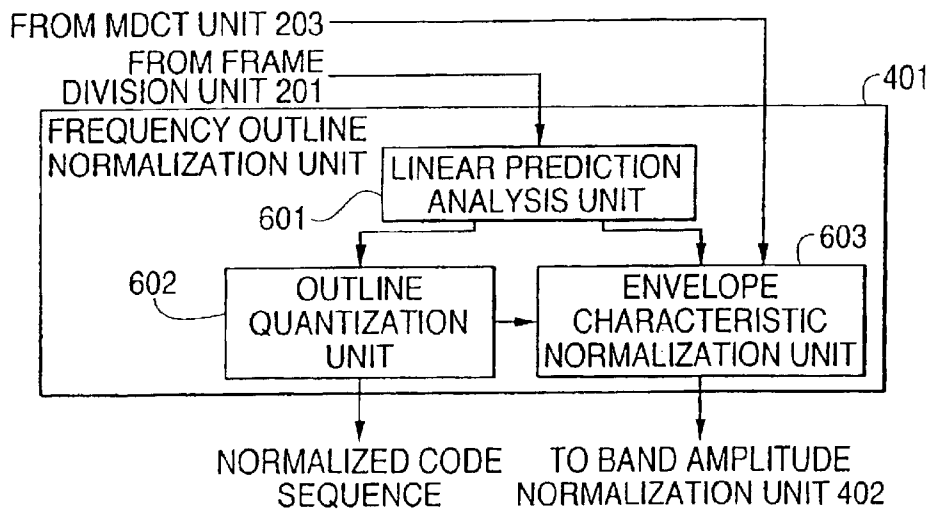 FROM MDCT UNIT 203
FROM FRAME
DIVISION UNIT 201
401
FREQUENCY OUTLINE
NORMALIZATION UNIT
LINEAR PREDICTION
ANALYSIS UNIT
601
603
602
OUTLINE
QUANTIZATION
UNIT
ENVELOPE
CHARACTERISTIC
NORMALIZATION UNIT
NORMALIZED CODE
SEQUENCE
TO BAND AMPLITUDE
NORMALIZATION UNIT 402